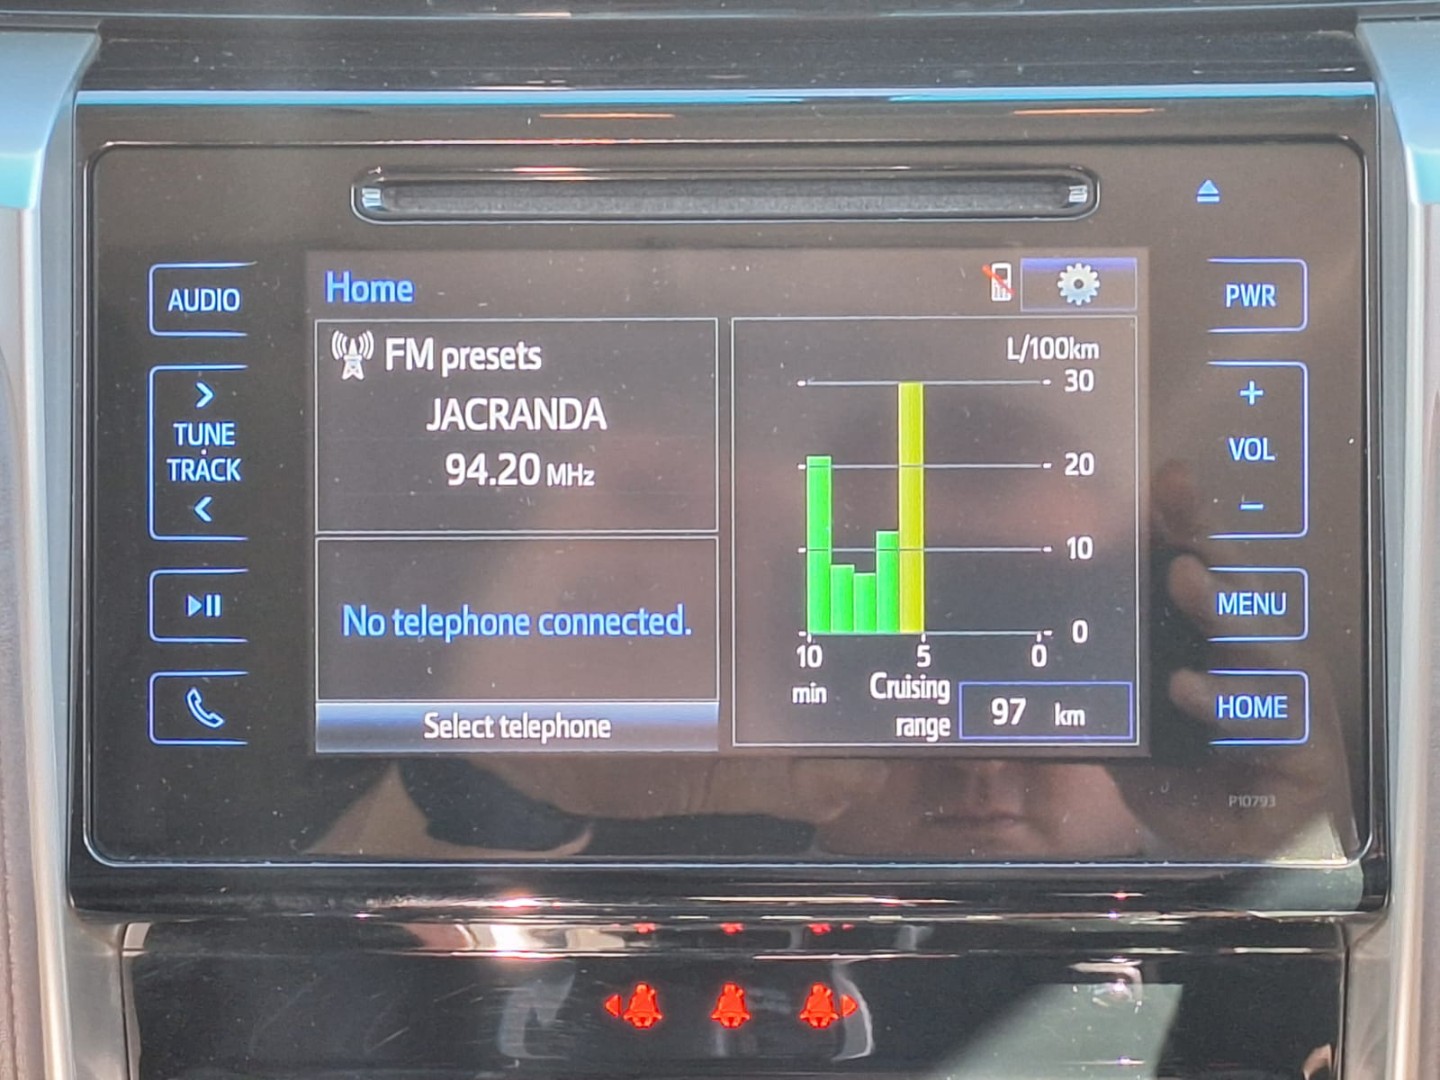 AUDIO
TUNE
TRACK
Home
FM presets
JACRANDA
94.20 MHz
No telephone connected.
Select telephone
L/100km
30
20
10
0
10 5 0
min
Cruising
range
97 km
PWR
+
VOL
−
MENU
HOME
P10793